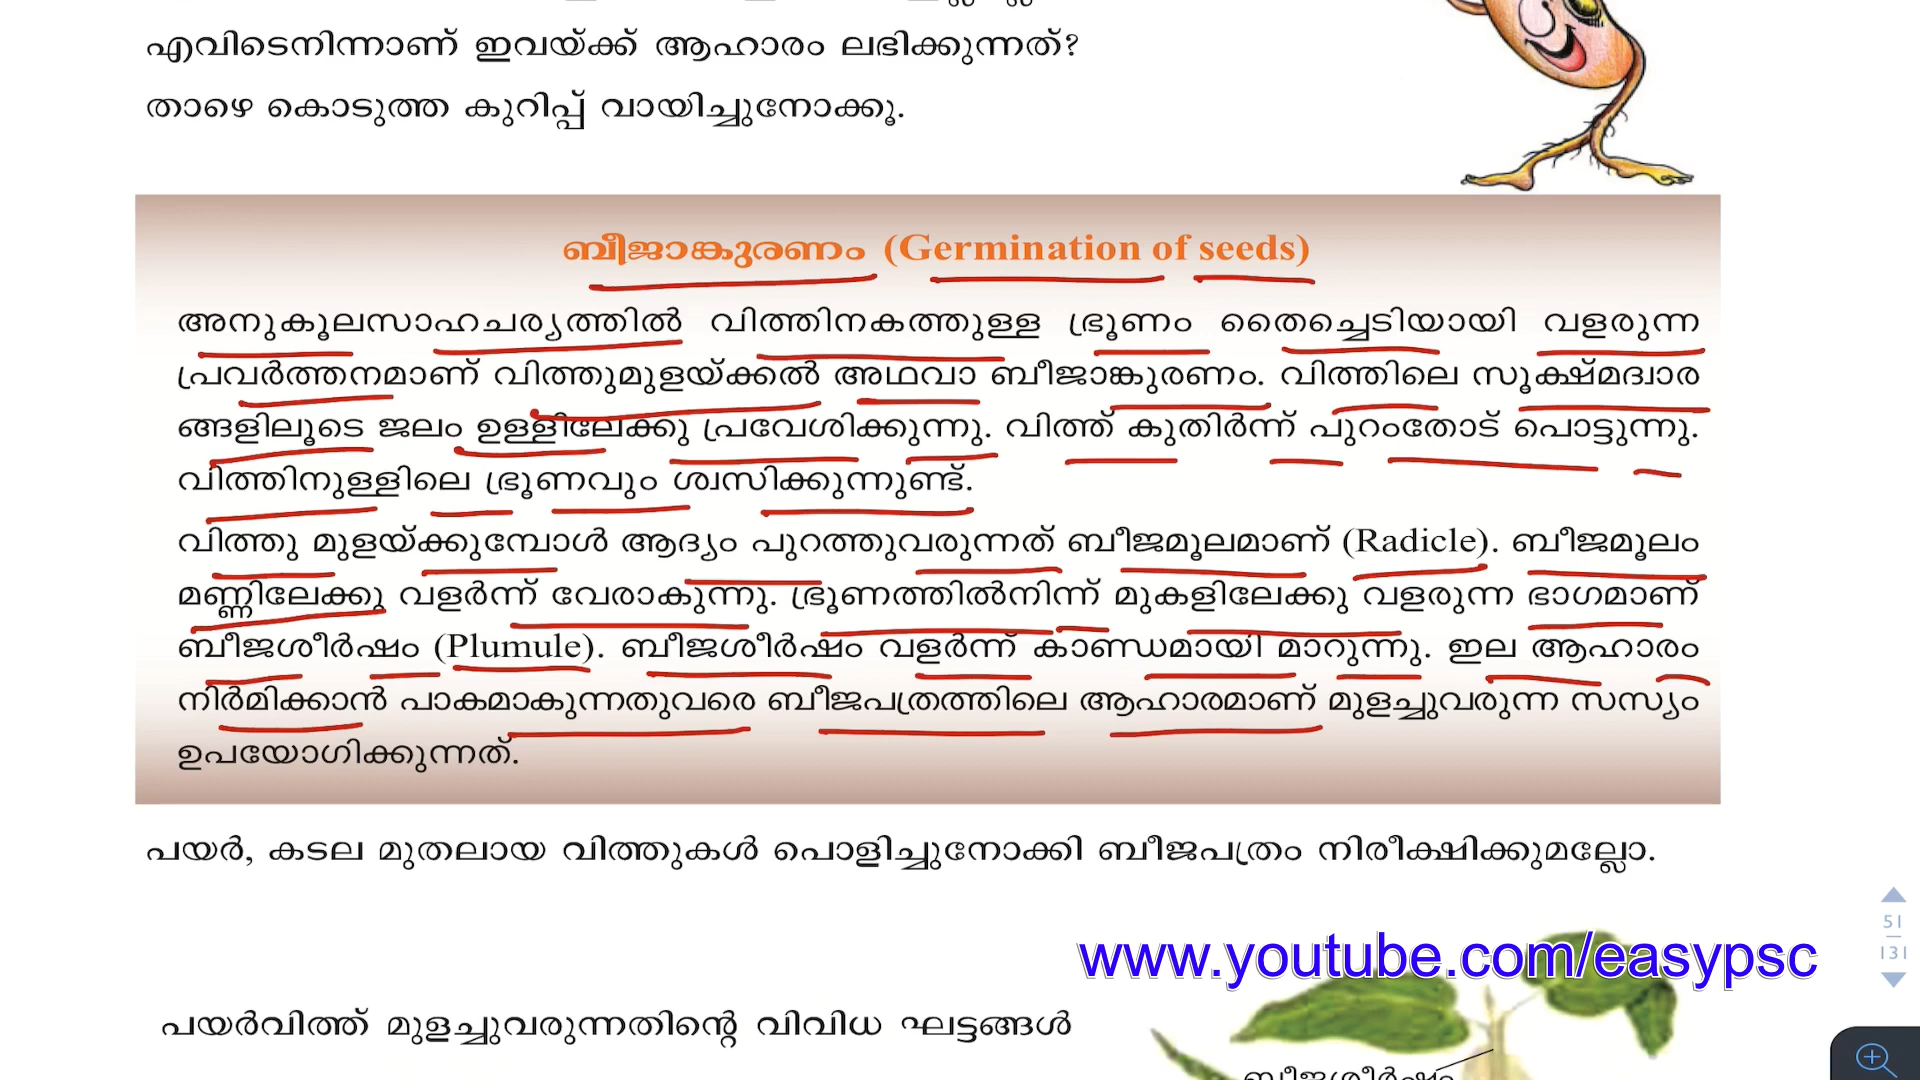 എവിടെനിന്നാണ് ഇവയ്ക്ക് ആഹാരം ലഭിക്കുന്നത്?
താഴെ കൊടുത്ത കുറിപ്പ് വായിച്ചുനോക്കൂ.
ബീജാങ്കുരണം (Germination of seeds)
അനുകൂലസാഹചര്യത്തിൽ വിത്തിനകത്തുള്ള ഭ്രൂണം തൈച്ചെടിയായി വളരുന്ന
പ്രവർത്തനമാണ് വിത്തുമുളയ്ക്കൽ അഥവാ ബീജാങ്കുരണം. വിത്തിലെ സൂക്ഷ്മദ്വാര
ങ്ങളിലൂടെ ജലം ഉള്ളിലേക്കു പ്രവേശിക്കുന്നു. വിത്ത് കുതിർന്ന് പുറംതോട് പൊട്ടുന്നു.
വിത്തിനുള്ളിലെ ഭ്രൂണവും ശ്വസിക്കുന്നുണ്ട്.
വിത്തു മുളയ്ക്കുമ്പോൾ ആദ്യം പുറത്തുവരുന്നത് ബീജമൂലമാണ് (Radicle). ബീജമൂലം
മണ്ണിലേക്കു വളർന്ന് വേരാകുന്നു. ഭ്രൂണത്തിൽനിന്ന് മുകളിലേക്കു വളരുന്ന ഭാഗമാണ്
ബീജശീർഷം (Plumule). ബീജശീർഷം വളർന്ന് കാണ്ഡമായി മാറുന്നു. ഇല ആഹാരം
നിർമിക്കാൻ പാകമാകുന്നതുവരെ ബീജപത്രത്തിലെ ആഹാരമാണ് മുളച്ചുവരുന്ന സസ്യം
ഉപയോഗിക്കുന്നത്.
പയർ, കടല മുതലായ വിത്തുകൾ പൊളിച്ചുനോക്കി ബീജപത്രം നിരീക്ഷിക്കുമല്ലോ.
51
131
www.youtube.com/easypsc
പയർവിത്ത് മുളച്ചുവരുന്നതിന്റെ വിവിധ ഘട്ടങ്ങൾ
ബീജശീർഷം